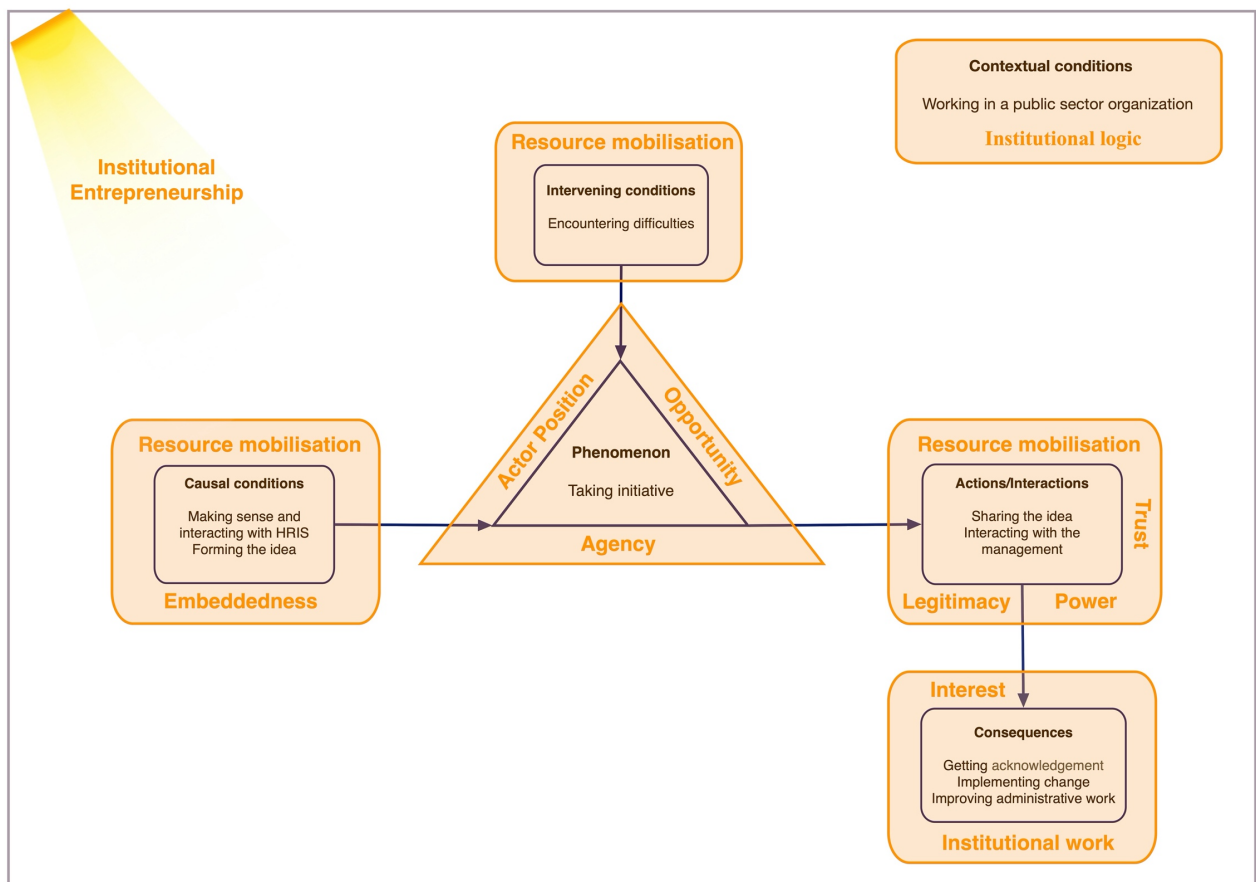 Contextual conditions
Working in a public sector organization
Institutional logic
Institutional
Entrepreneurship
Resource mobilisation
Intervening conditions
Encountering difficulties
Actor Position
Opportunity
Phenomenon
Taking initiative
Agency
Resource mobilisation
Causal conditions
Making sense and
interacting with HRIS
Forming the idea
Embeddedness
Resource mobilisation
Actions/Interactions
Sharing the idea
Interacting with the
management
Trust
Legitimacy
Power
Interest
Consequences
Getting acknowledgement
Implementing change
Improving administrative work
Institutional work